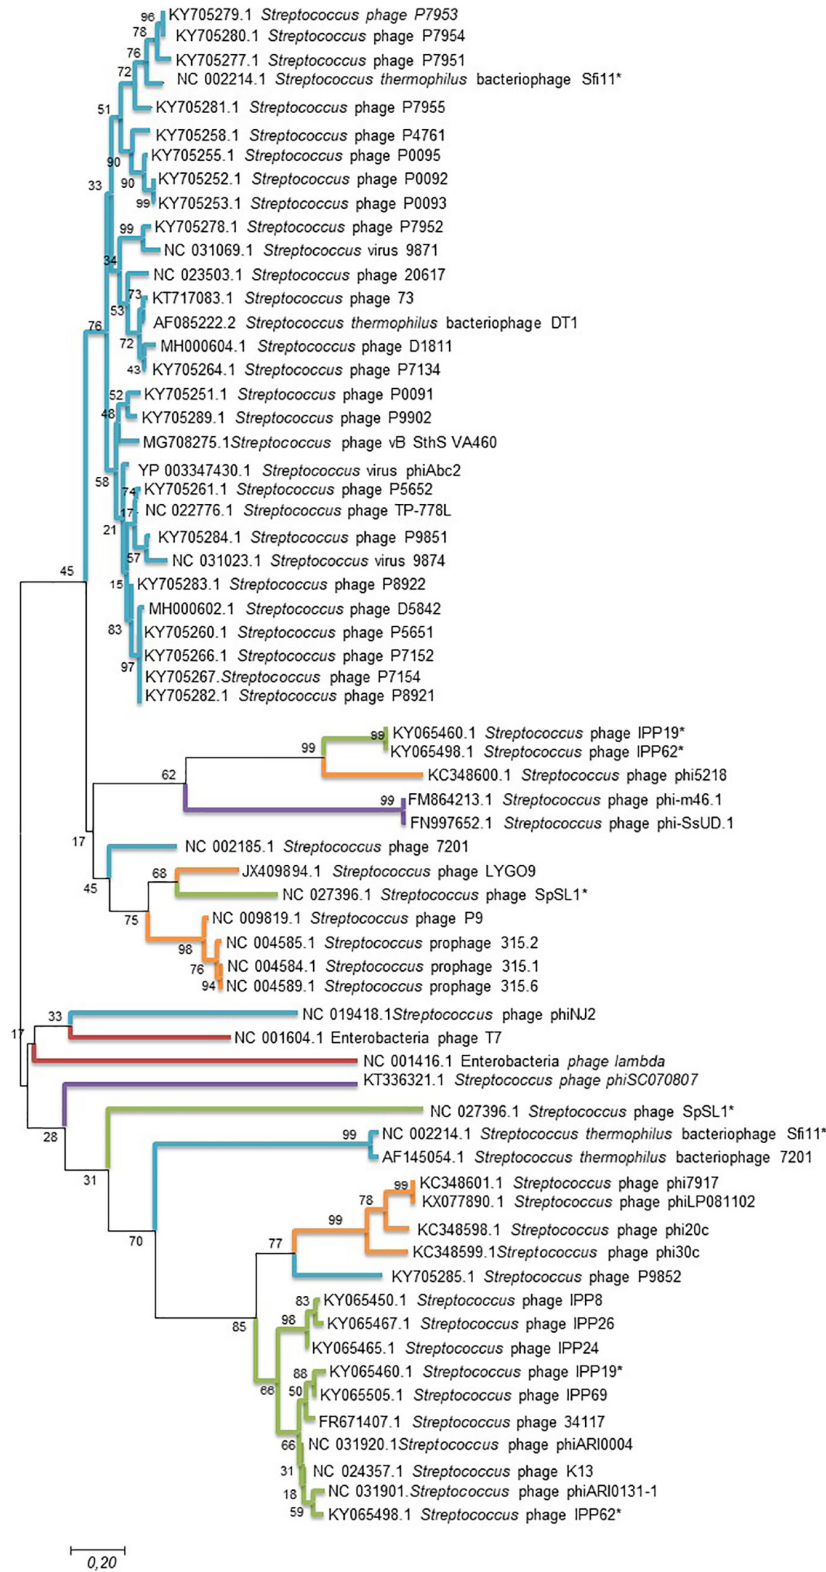 96 KY705279.1 Streptococcus phage P7953
78 KY705280.1 Streptococcus phage P7954
76 KY705277.1 Streptococcus phage P7951
72 NC 002214.1 Streptococcus thermophilus bacteriophage Sfi11*
51 KY705281.1 Streptococcus phage P7955
KY705258.1 Streptococcus phage P4761
90 KY705255.1 Streptococcus phage P0095
90 KY705252.1 Streptococcus phage P0092
33
99 KY705253.1 Streptococcus phage P0093
99 KY705278.1 Streptococcus phage P7952
NC 031069.1 Streptococcus virus 9871
34
NC 023503.1 Streptococcus phage 20617
73 KT717083.1 Streptococcus phage 73
53
76 AF085222.2 Streptococcus thermophilus bacteriophage DT1
72 MH000604.1 Streptococcus phage D1811
43 KY705264.1 Streptococcus phage P7134
52 KY705251.1 Streptococcus phage P0091
48 KY705289.1 Streptococcus phage P9902
MG708275.1Streptococcus phage vB SthS VA460
YP 003347430.1 Streptococcus virus phiAbc2
58
74 KY705261.1 Streptococcus phage P5652
17 NC 022776.1 Streptococcus phage TP-778L
21
KY705284.1 Streptococcus phage P9851
57 NC 031023.1 Streptococcus virus 9874
45
15 KY705283.1 Streptococcus phage P8922
MH000602.1 Streptococcus phage D5842
83 KY705260.1 Streptococcus phage P5651
KY705266.1 Streptococcus phage P7152
97
KY705267.Streptococcus phage P7154
KY705282.1 Streptococcus phage P8921
99 KY065460.1 Streptococcus phage IPP19*
99 KY065498.1 Streptococcus phage IPP62*
62 KC348600.1 Streptococcus phage phi5218
99 FM864213.1 Streptococcus phage phi-m46.1
FN997652.1 Streptococcus phage phi-SsUD.1
17
NC 002185.1 Streptococcus phage 7201
68 JX409894.1 Streptococcus phage LYGO9
45 NC 027396.1 Streptococcus phage SpSL1*
75 NC 009819.1 Streptococcus phage P9
98 NC 004585.1 Streptococcus prophage 315.2
76 NC 004584.1 Streptococcus prophage 315.1
94 NC 004589.1 Streptococcus prophage 315.6
33 NC 019418.1Streptococcus phage phiNJ2
17 NC 001604.1 Enterobacteria phage T7
NC 001416.1 Enterobacteria phage lambda
KT336321.1 Streptococcus phage phiSC070807
NC 027396.1 Streptococcus phage SpSL1*
28 99 NC 002214.1 Streptococcus thermophilus bacteriophage Sfi11*
AF145054.1 Streptococcus thermophilus bacteriophage 7201
31 99 KC348601.1 Streptococcus phage phi7917
78 KX077890.1 Streptococcus phage phiLP081102
99 KC348598.1 Streptococcus phage phi20c
70 77 KC348599.1Streptococcus phage phi30c
KY705285.1 Streptococcus phage P9852
83 KY065450.1 Streptococcus phage IPP8
85 98 KY065467.1 Streptococcus phage IPP26
KY065465.1 Streptococcus phage IPP24
88 KY065460.1 Streptococcus phage IPP19*
66 50 KY065505.1 Streptococcus phage IPP69
FR671407.1 Streptococcus phage 34117
66 NC 031920.1Streptococcus phage phiARI0004
31 NC 024357.1 Streptococcus phage K13
18 NC 031901.Streptococcus phage phiARI0131-1
59 KY065498.1 Streptococcus phage IPP62*
0,20